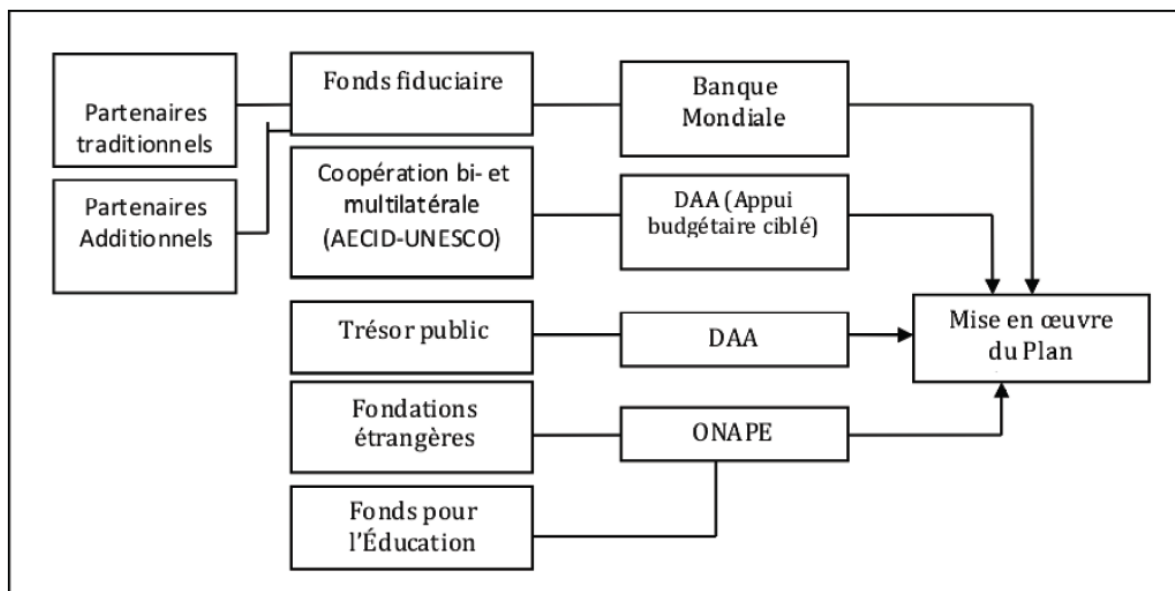 Partenaires
traditionnels
Partenaires
Additionnels
Fonds fiduciaire
Coopération bi- et
multilatérale
(AECID-UNESCO)
Trésor public
Fondations
étrangères
Fonds pour
l'Éducation
Banque
Mondiale
DAA (Appui
budgétaire ciblé)
DAA
ONAPE
Mise en œuvre
du Plan